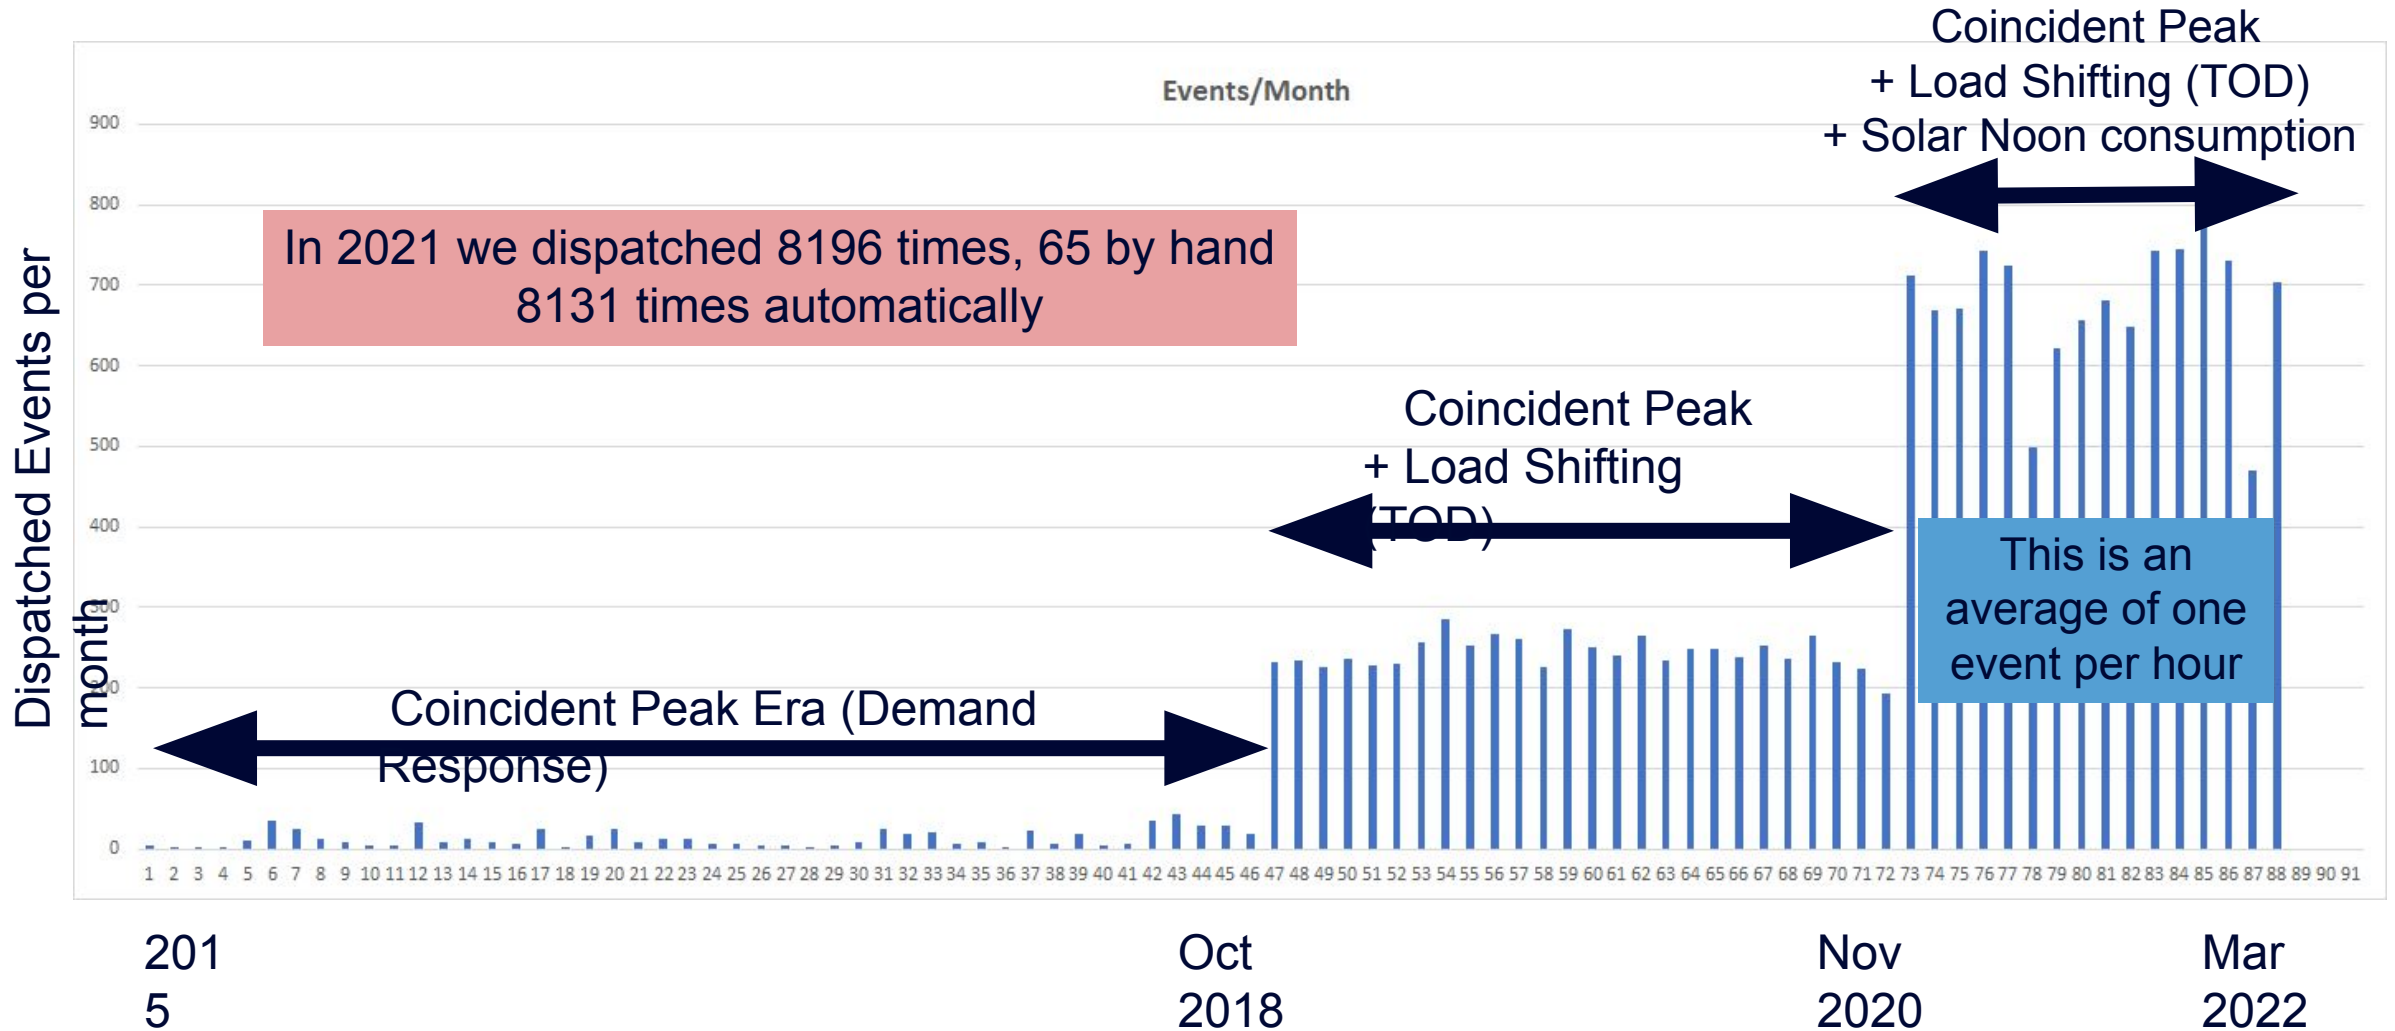 Coincident Peak
+ Load Shifting (TOD)
+ Solar Noon consumption
Events/Month
900
800
700
600
500
400
300
200
100
0
Dispatched Events per
month
In 2021 we dispatched 8196 times, 65 by hand
8131 times automatically
Coincident Peak
+ Load Shifting
(TOD)
This is an
average of one
event per hour
Coincident Peak Era (Demand
Response)
1 2 3 4 5 6 7 8 9 10 11 12 13 14 15 16 17 18 19 20 21 22 23 24 25 26 27 28 29 30 31 32 33 34 35 36 37 38 39 40 41 42 43 44 45 46 47 48 49 50 51 52 53 54 55 56 57 58 59 60 61 62 63 64 65 66 67 68 69 70 71 72 73 74 75 76 77 78 79 80 81 82 83 84 85 86 87 88 89 90 91
201
5
Oct
2018
Nov
2020
Mar
2022